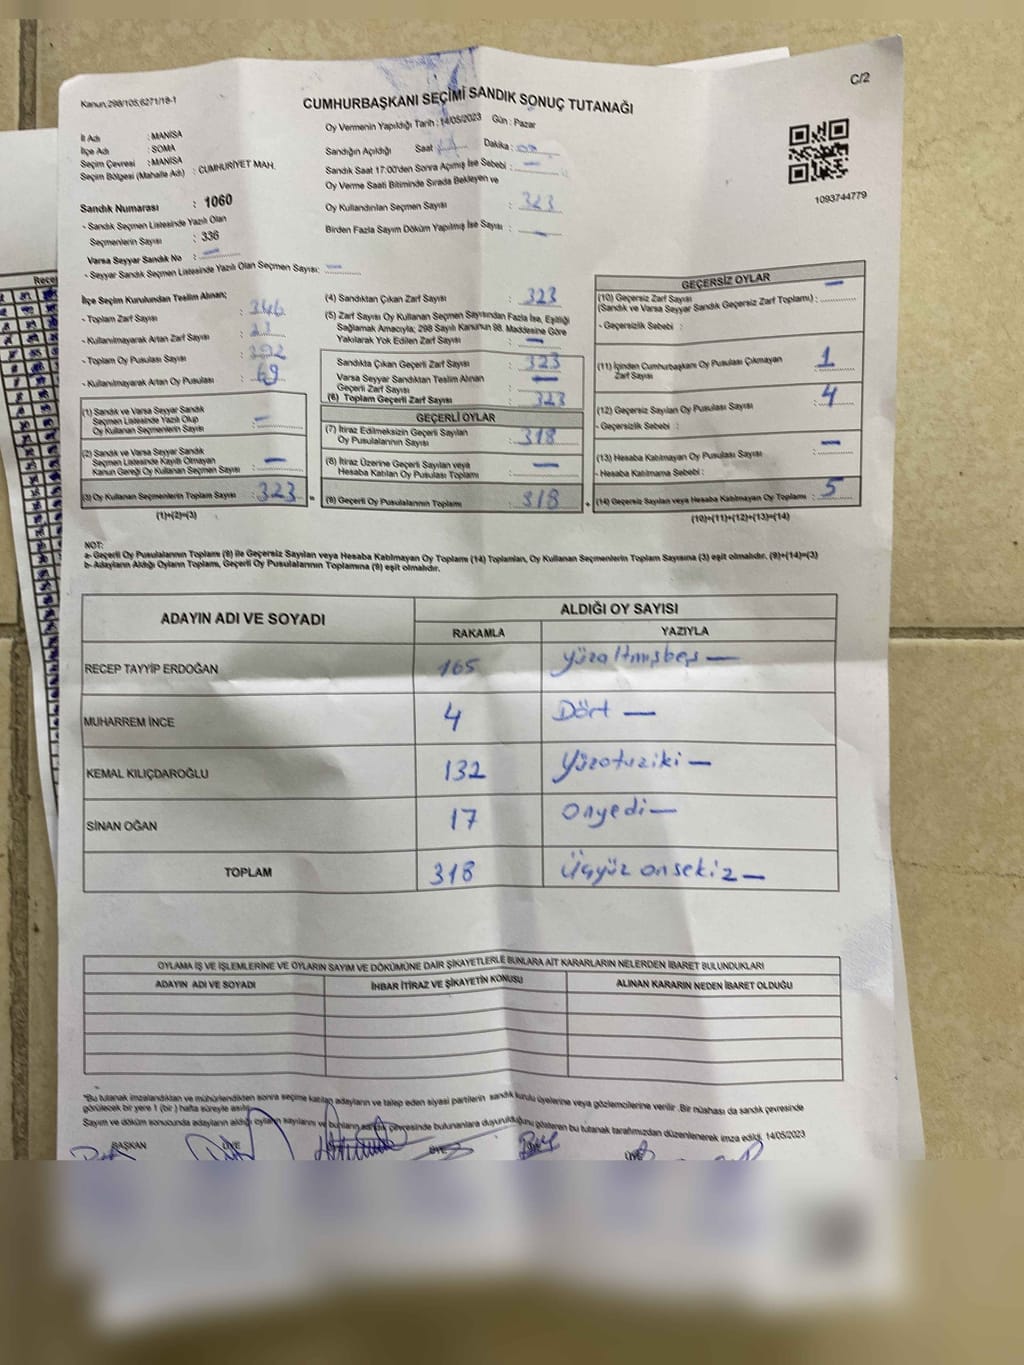 C/2
Kanun;298/105;6271/18-1
CUMHURBAŞKANI SEÇİMİ SANDIK SONUÇ TUTANAĞI
İl Adı : MANİSA
İlçe Adı : SOMA
Seçim Çevresi : MANİSA
Seçim Bölgesi (Mahalle Adı) : CUMHURİYET MAH.
Sandık Numarası : 1060
- Sandık Seçmen Listesinde Yazılı Olan
Seçmenlerin Sayısı : 336
Varsa Seyyar Sandık No : —
- Seyyar Sandık Seçmen Listesinde Yazılı Olan Seçmen Sayısı: —
Oy Vermenin Yapıldığı Tarih : 14/05/2023 Gün : Pazar
Sandığın Açıldığı Saat Dakika :
Sandık Saat 17:00'den Sonra Açımış İse Sebebi : —
Oy Verme Saati Bitiminde Sırada Bekleyen ve
Oy Kullandırılan Seçmen Sayısı : 323
Birden Fazla Sayım Döküm Yapılmış İse Sayısı : —
1093744779
Recep
İlçe Seçim Kurulundan Teslim Alınan;
- Toplam Zarf Sayısı : 346
- Kullanılmayarak Artan Zarf Sayısı : 23
- Toplam Oy Pusulası Sayısı : 392
- Kullanılmayarak Artan Oy Pusulası : 69
(1) Sandık ve Varsa Seyyar Sandık
Seçmen Listesinde Yazılı Olup
Oy Kullanan Seçmenlerin Sayısı : —
(2) Sandık ve Varsa Seyyar Sandık
Seçmen Listesinde Kayıtlı Olmayan
Kanun Gereği Oy Kullanan Seçmen Sayısı : —
(3) Oy Kullanan Seçmenlerin Toplam Sayısı : 323 =
(1)+(2)=(3)
(4) Sandıktan Çıkan Zarf Sayısı : 323
(5) Zarf Sayısı Oy Kullanan Seçmen Sayısından Fazla İse, Eşitliği
Sağlamak Amacıyla; 298 Sayılı Kanunun 98. Maddesine Göre
Yakılarak Yok Edilen Zarf Sayısı : —
Sandıkta Çıkan Geçerli Zarf Sayısı : 323
Varsa Seyyar Sandıktan Teslim Alınan
Geçerli Zarf Sayısı : —
(6) Toplam Geçerli Zarf Sayısı : 323
GEÇERLİ OYLAR
(7) İtiraz Edilmeksizin Geçerli Sayılan
Oy Pusulalarının Sayısı : 318
(8) İtiraz Üzerine Geçerli Sayılan veya
Hesaba Katılan Oy Pusulası Toplamı : —
(9) Geçerli Oy Pusulalarının Toplamı : 318 +
GEÇERSİZ OYLAR
(10) Geçersiz Zarf Sayısı
(Sandık ve Varsa Seyyar Sandık Geçersiz Zarf Toplamı) : —
- Geçersizlik Sebebi :
(11) İçinden Cumhurbaşkanı Oy Pusulası Çıkmayan
Zarf Sayısı : 1
(12) Geçersiz Sayılan Oy Pusulası Sayısı : 4
- Geçersizlik Sebebi :
(13) Hesaba Katılmayan Oy Pusulası Sayısı : —
- Hesaba Katılmama Sebebi :
(14) Geçersiz Sayılan veya Hesaba Katılmayan Oy Toplamı : 5
(10)+(11)+(12)+(13)=(14)
NOT:
a- Geçerli Oy Pusulalarının Toplamı (9) ile Geçersiz Sayılan veya Hesaba Katılmayan Oy Toplamı (14) Toplamları, Oy Kullanan Seçmenlerin Toplam Sayısına (3) eşit olmalıdır. (9)+(14)=(3)
b- Adayların Aldığı Oyların Toplamı, Geçerli Oy Pusulalarının Toplamına (9) eşit olmalıdır.
ADAYIN ADI VE SOYADI ALDIĞI OY SAYISI
RAKAMLA YAZIYLA
RECEP TAYYİP ERDOĞAN 165 yüzaltmışbeş —
MUHARREM İNCE 4 Dört —
KEMAL KILIÇDAROĞLU 132 Yüzotuziki —
SİNAN OĞAN 17 Onyedi —
TOPLAM 318 Üçyüz onsekiz —
OYLAMA İŞ VE İŞLEMLERİNE VE OYLARIN SAYIM VE DÖKÜMÜNE DAİR ŞİKAYETLERLE BUNLARA AİT KARARLARIN NELERDEN İBARET BULUNDUKLARI
ADAYIN ADI VE SOYADI İHBAR İTİRAZ VE ŞİKAYETİN KONUSU ALINAN KARARIN NEDEN İBARET OLDUĞU
"Bu tutanak imzalandıktan ve mühürlendikten sonra seçime katılan adayların ve talep eden siyasi partilerin sandık kurulu üyelerine veya gözlemcilerine verilir .Bir nüshası da sandık çevresinde
görülecek bir yere 1 (bir ) hafta süreyle asılır.
Sayım ve döküm sonucunda adayların aldığı oyların sayılarını ve bunların sandık çevresinde bulunanlara duyurulduğunu gösteren bu tutanak tarafımızdan düzenlenerek imza edildi. 14/05/2023
BAŞKAN ÜYE ÜYE ÜYE